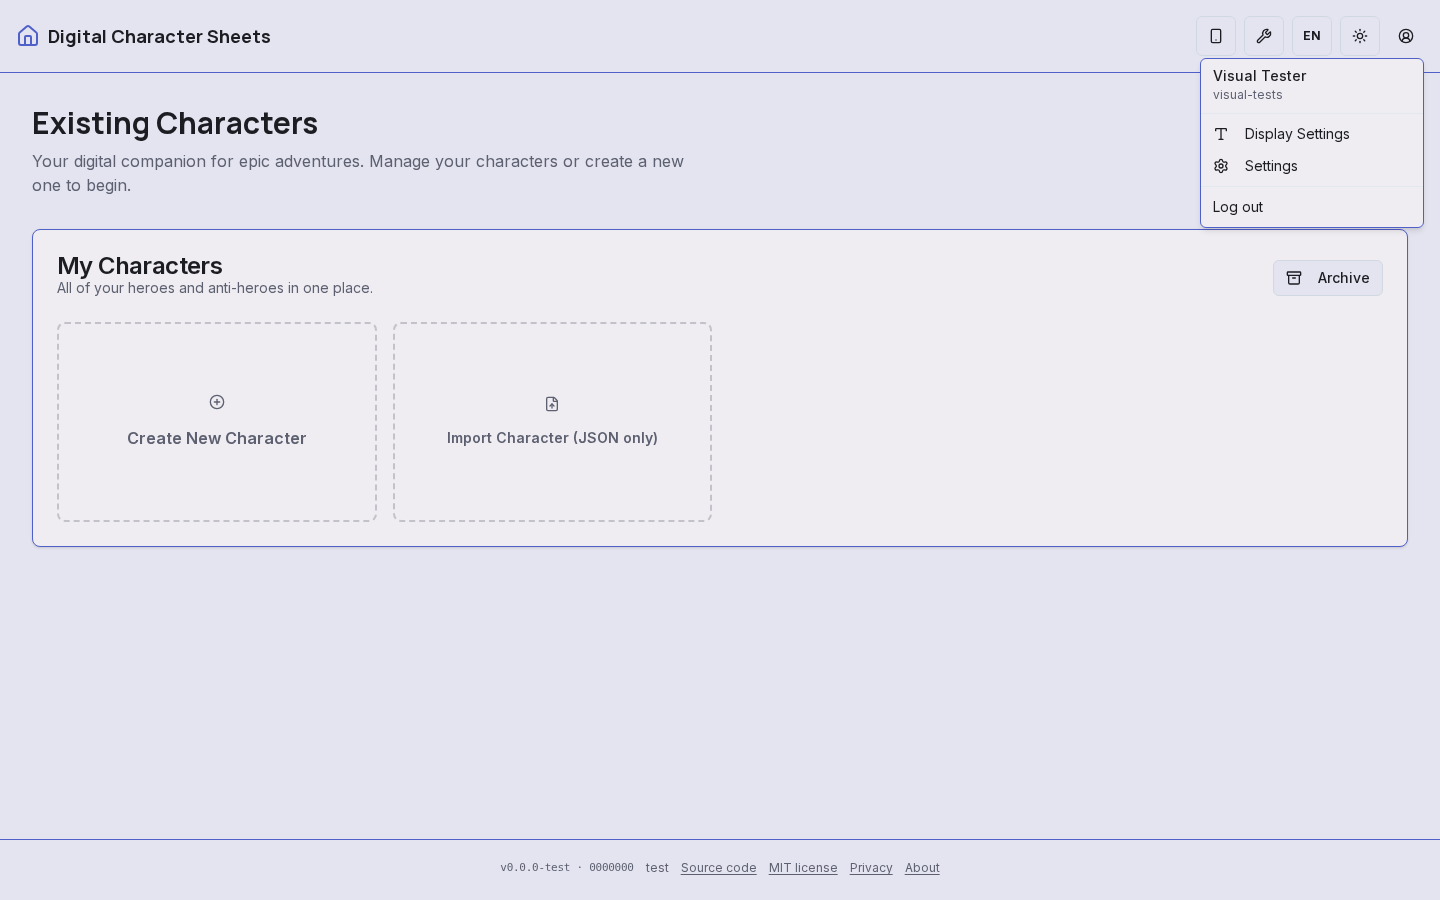 Digital Character Sheets
EN
Visual Tester
visual-tests
Display Settings
Settings
Log out
Existing Characters
Your digital companion for epic adventures. Manage your characters or create a new
one to begin.
My Characters
All of your heroes and anti-heroes in one place.
Archive
Create New Character
Import Character (JSON only)
v0.0.0-test · 0000000 test Source code MIT license Privacy About